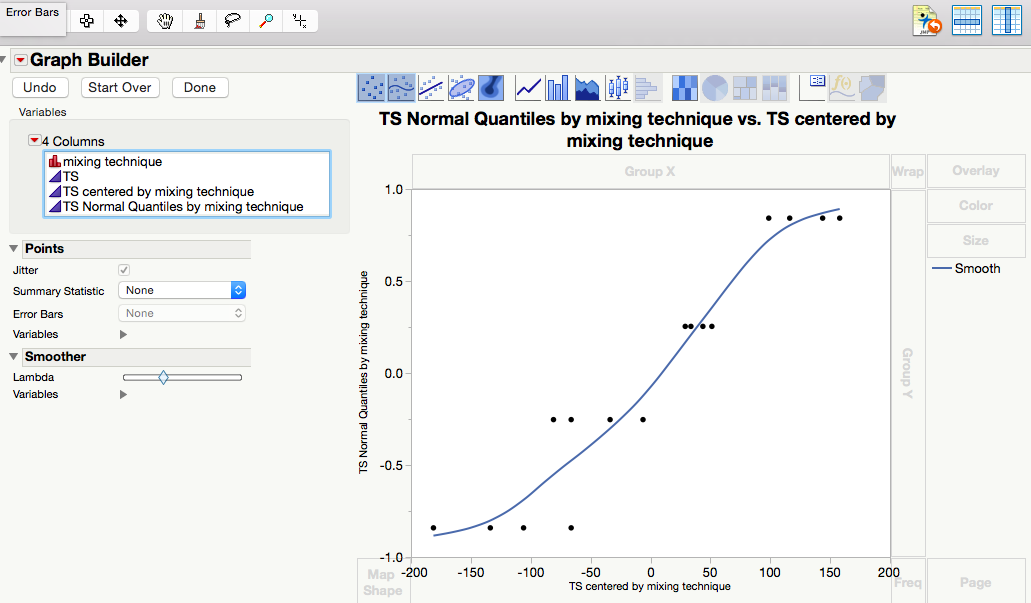 Error Bars
JMP
Graph Builder
Undo
Start Over
Done
Variables
4 Columns
mixing technique
TS
TS centered by mixing technique
TS Normal Quantiles by mixing technique
Points
Jitter
Summary Statistic
None
Error Bars
None
Variables
Smoother
Lambda
Variables
TS Normal Quantiles by mixing technique vs. TS centered by
mixing technique
Group X
Wrap
Overlay
Color
Size
Smooth
Group Y
TS Normal Quantiles by mixing technique
1.0
0.5
0.0
-0.5
-1.0
-200
-150
-100
-50
0
50
100
150
200
TS centered by mixing technique
Map
Shape
Freq
Page